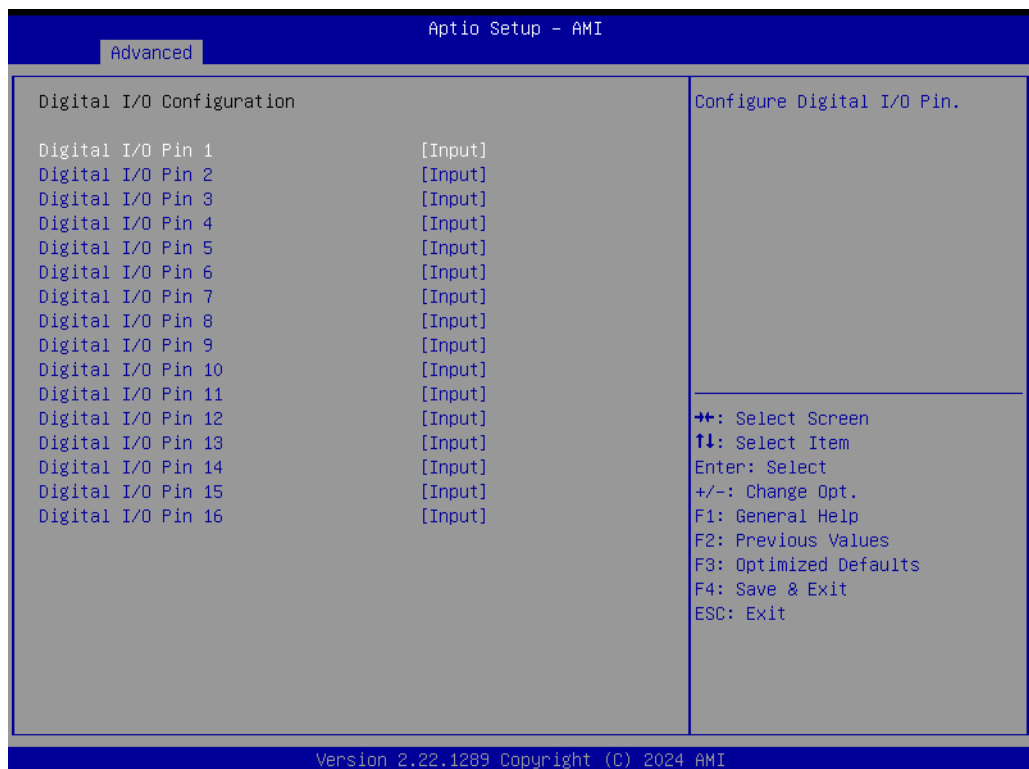 Aptio Setup – AMI
Advanced
Digital I/O Configuration
Digital I/O Pin 1 [Input]
Digital I/O Pin 2 [Input]
Digital I/O Pin 3 [Input]
Digital I/O Pin 4 [Input]
Digital I/O Pin 5 [Input]
Digital I/O Pin 6 [Input]
Digital I/O Pin 7 [Input]
Digital I/O Pin 8 [Input]
Digital I/O Pin 9 [Input]
Digital I/O Pin 10 [Input]
Digital I/O Pin 11 [Input]
Digital I/O Pin 12 [Input]
Digital I/O Pin 13 [Input]
Digital I/O Pin 14 [Input]
Digital I/O Pin 15 [Input]
Digital I/O Pin 16 [Input]
Configure Digital I/O Pin.
→←: Select Screen
↑↓: Select Item
Enter: Select
+/-: Change Opt.
F1: General Help
F2: Previous Values
F3: Optimized Defaults
F4: Save & Exit
ESC: Exit
Version 2.22.1289 Copyright (C) 2024 AMI